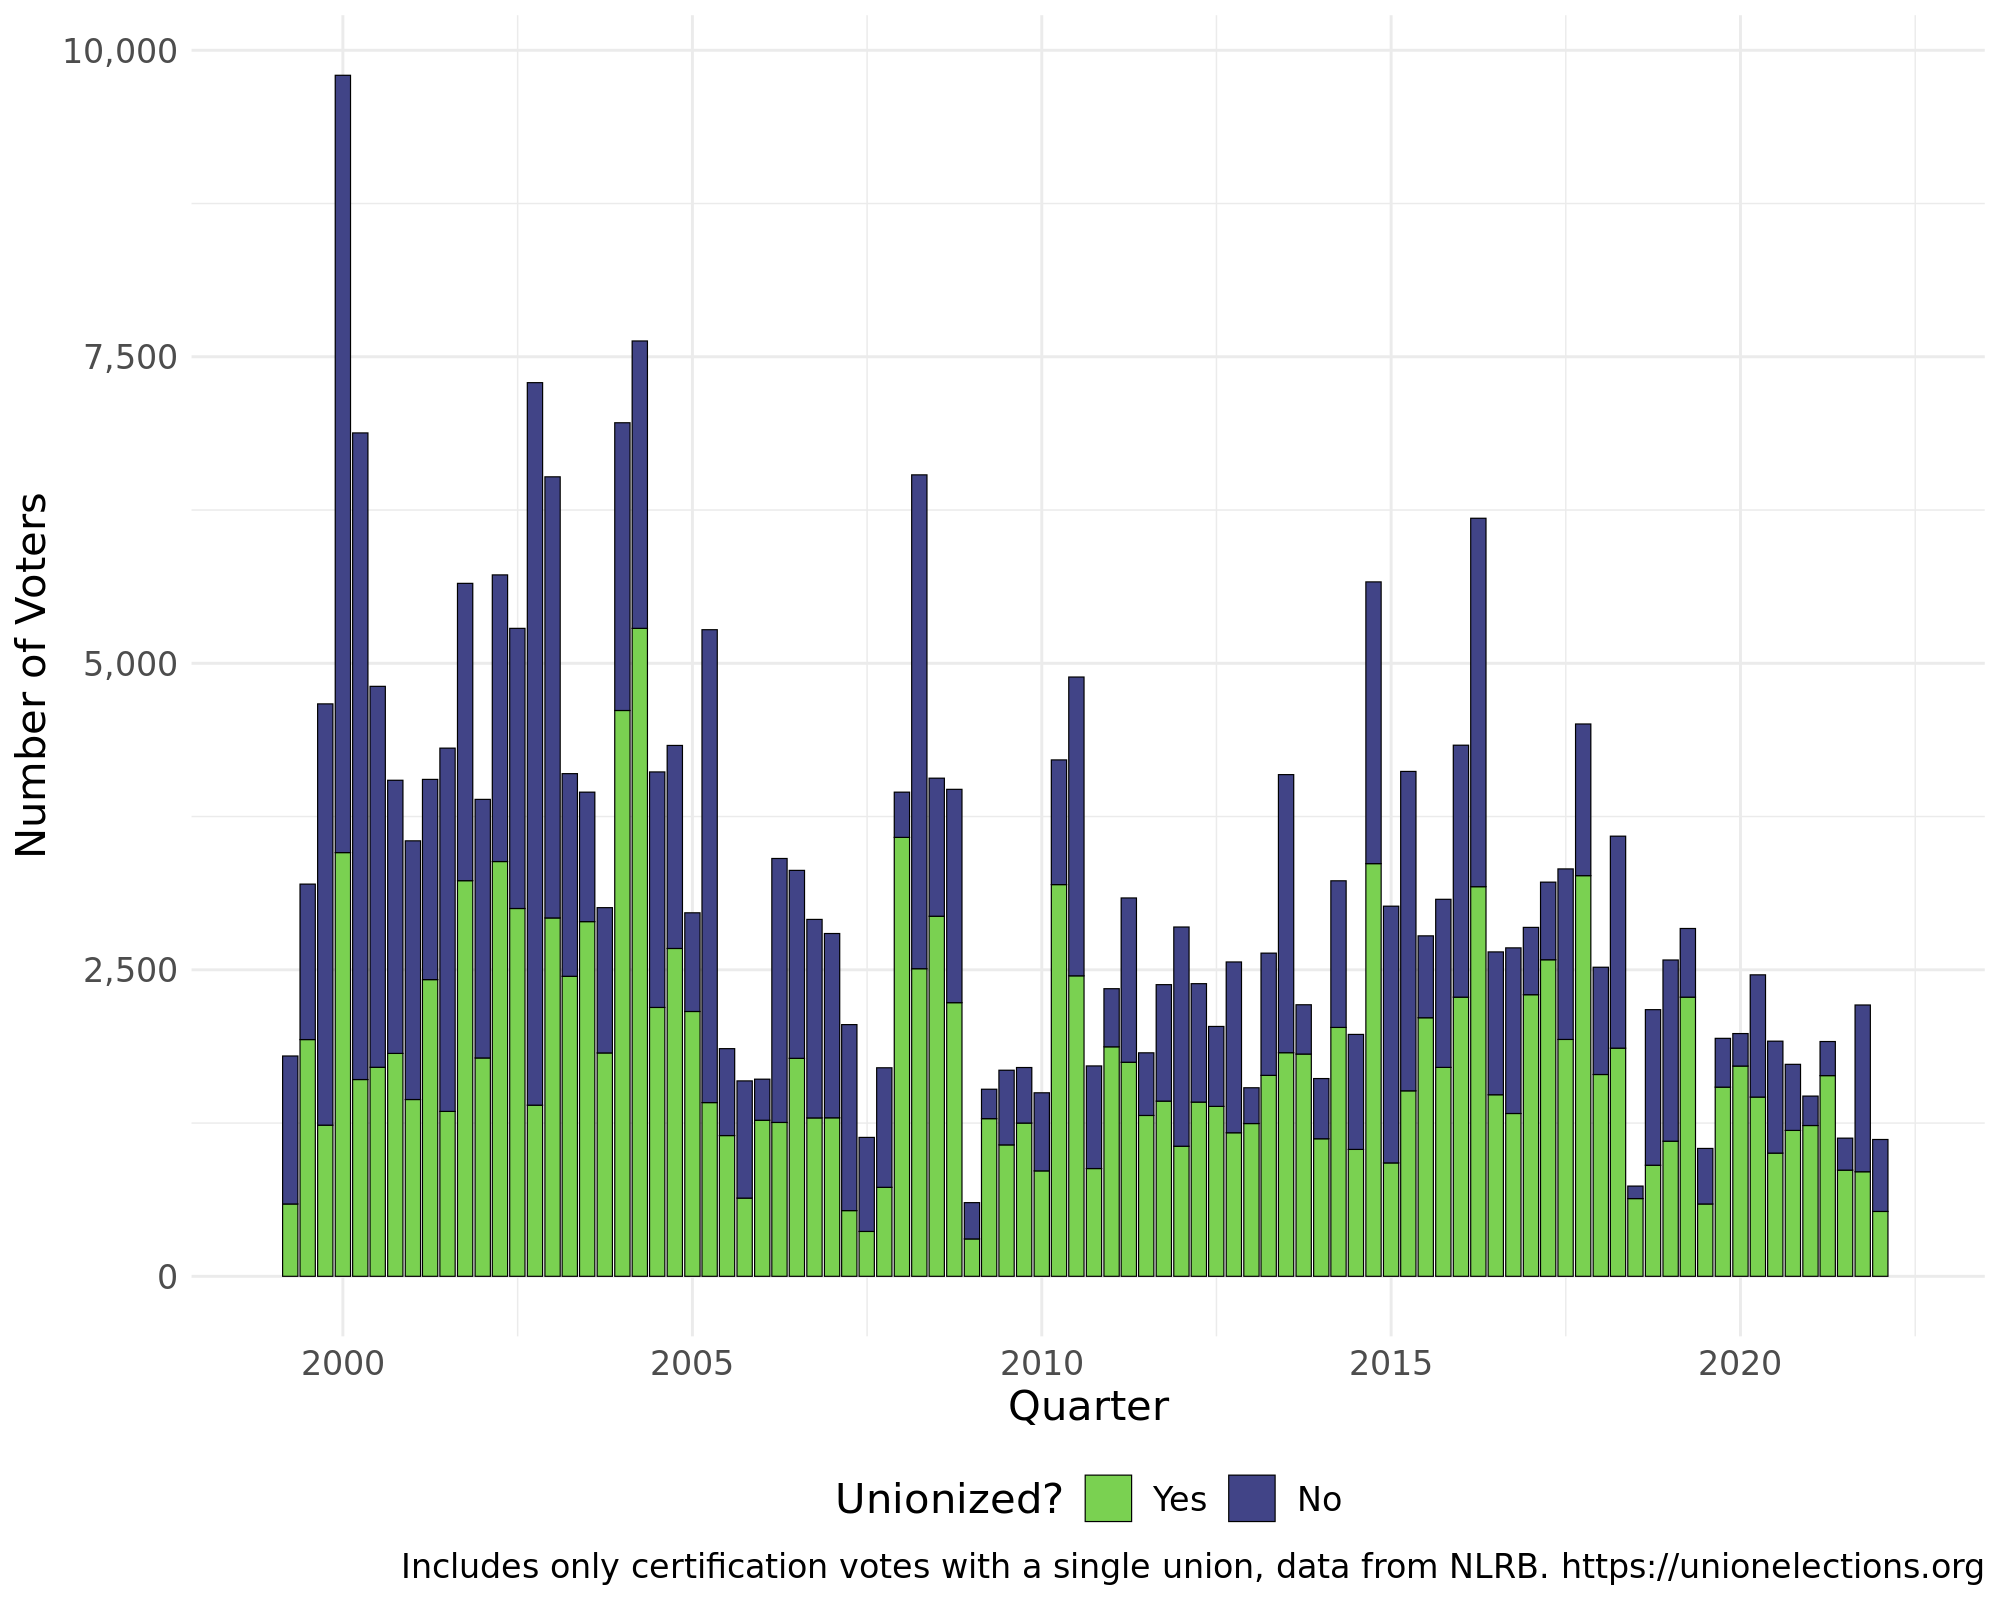 Number of Voters
10,000
7,500
5,000
2,500
0
2000 2005 2010 2015 2020
Quarter
Unionized? Yes No
Includes only certification votes with a single union, data from NLRB. https://unionelections.org